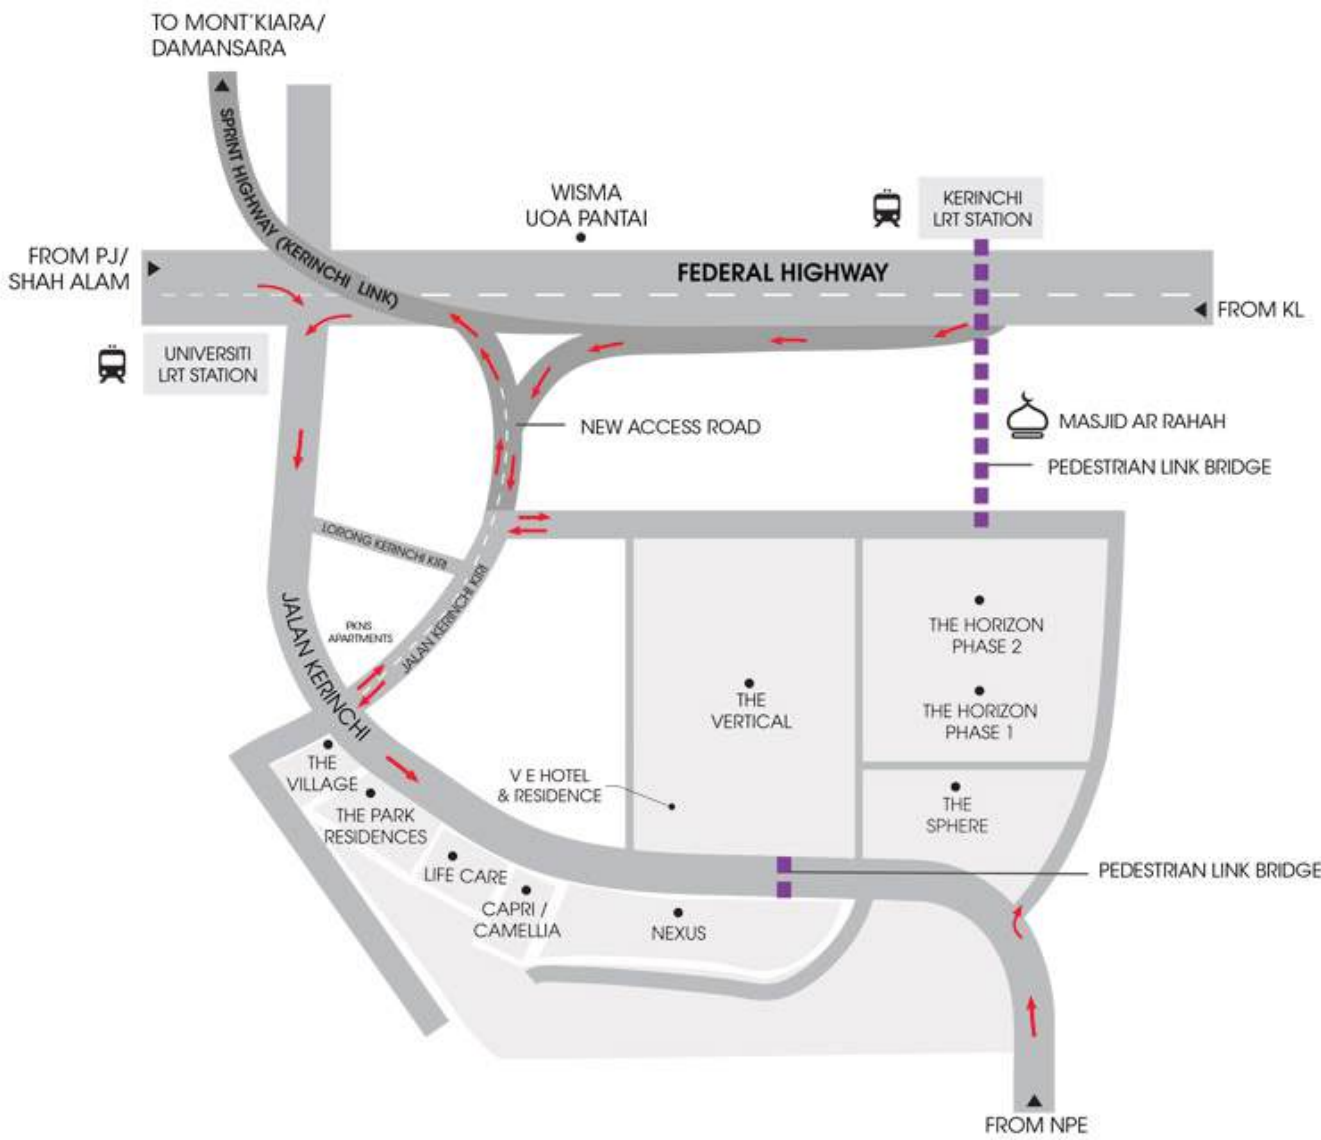 TO MONT'KIARA/
DAMANSARA
SPRINT HIGHWAY (KERINCHI LINK)
WISMA
UOA PANTAI
KERINCHI
LRT STATION
FROM PJ/
SHAH ALAM
FEDERAL HIGHWAY
FROM KL
UNIVERSITI
LRT STATION
NEW ACCESS ROAD
MASJID AR RAHAH
PEDESTRIAN LINK BRIDGE
LORONG KERINCHI KIRI
JALAN KERINCHI KIRI
PKNS
APARTMENTS
JALAN KERINCHI
THE HORIZON
PHASE 2
THE HORIZON
PHASE 1
THE
VERTICAL
V E HOTEL
& RESIDENCE
THE
VILLAGE
THE PARK
RESIDENCES
THE
SPHERE
LIFE CARE
PEDESTRIAN LINK BRIDGE
CAPRI /
CAMELLIA
NEXUS
FROM NPE